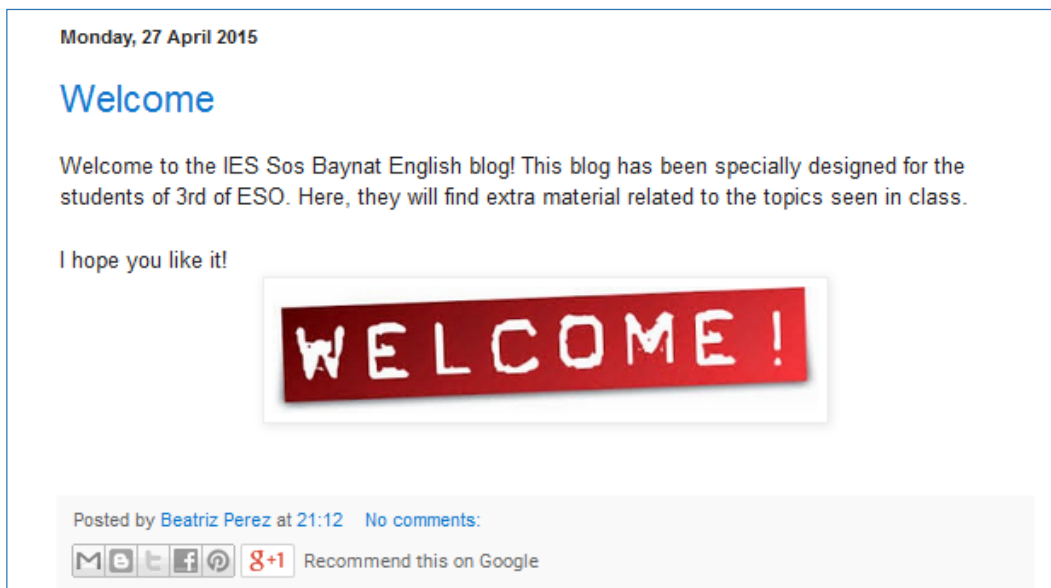 Monday, 27 April 2015
Welcome
Welcome to the IES Sos Baynat English blog! This blog has been specially designed for the
students of 3rd of ESO. Here, they will find extra material related to the topics seen in class.
I hope you like it!
WELCOME!
Posted by Beatriz Perez at 21:12 No comments:
g+1 Recommend this on Google